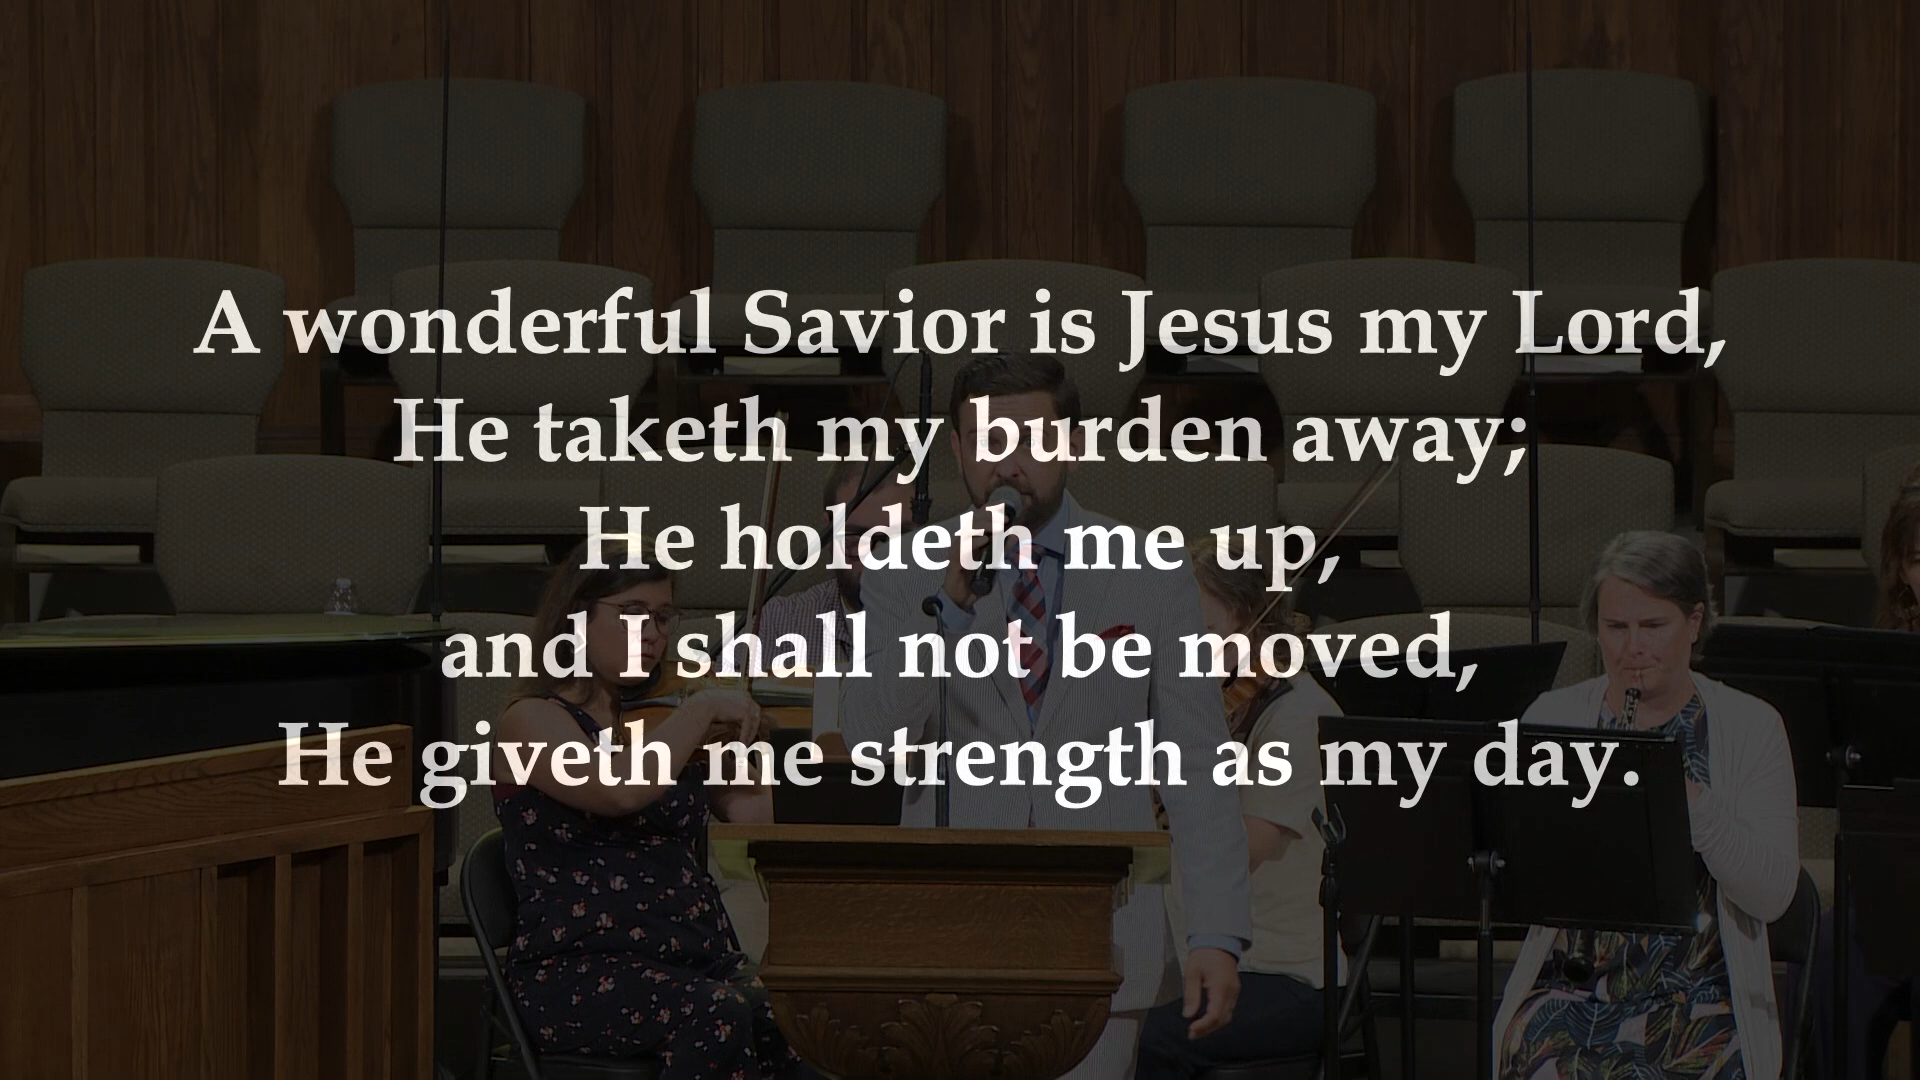 A wonderful Savior is Jesus my Lord,
He taketh my burden away;
He holdeth me up,
and I shall not be moved,
He giveth me strength as my day.